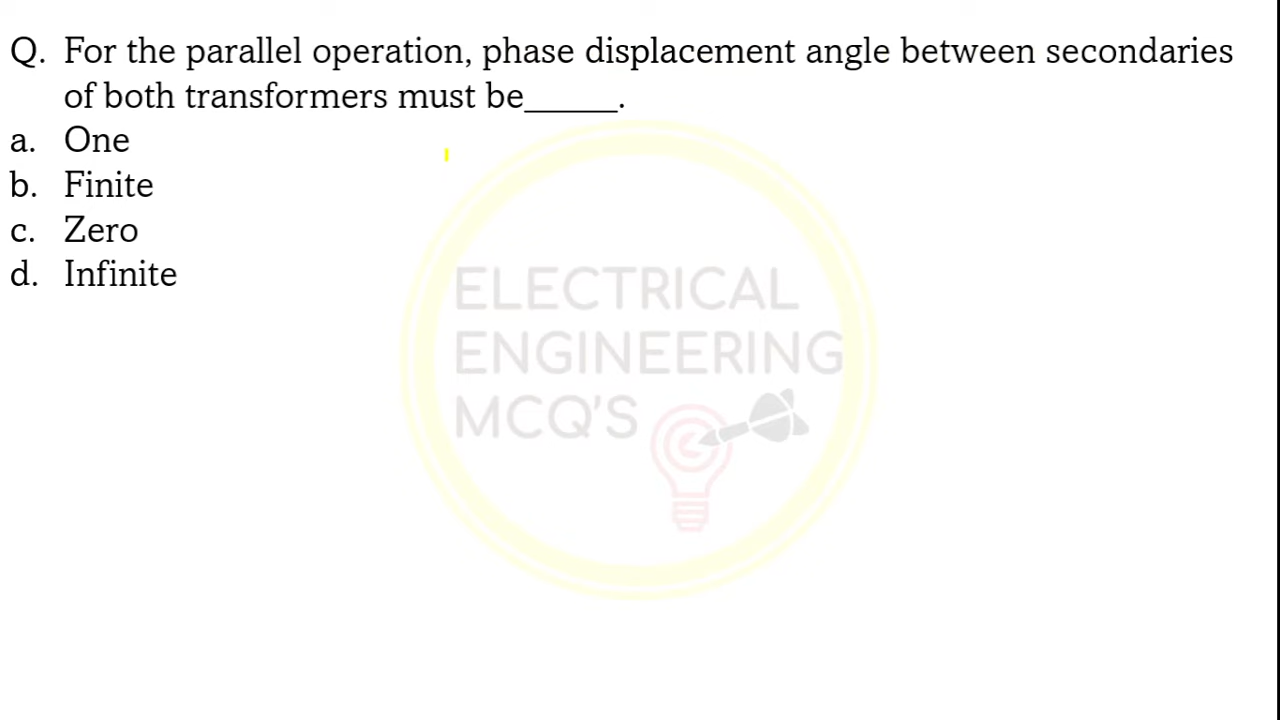 Q. For the parallel operation, phase displacement angle between secondaries
of both transformers must be_____.
a. One
b. Finite
c. Zero
d. Infinite
ELECTRICAL
ENGINEERING
MCQ'S